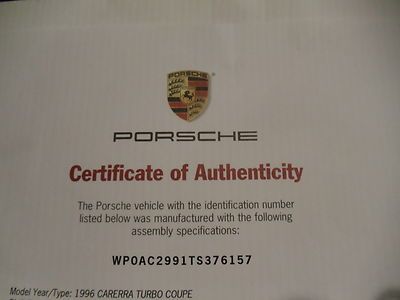 PORSCHE
PORSCHE
Certificate of Authenticity
The Porsche vehicle with the identification number
listed below was manufactured with the following
assembly specifications:
WP0AC2991TS376157
Model Year/Type: 1996 CARERRA TURBO COUPE